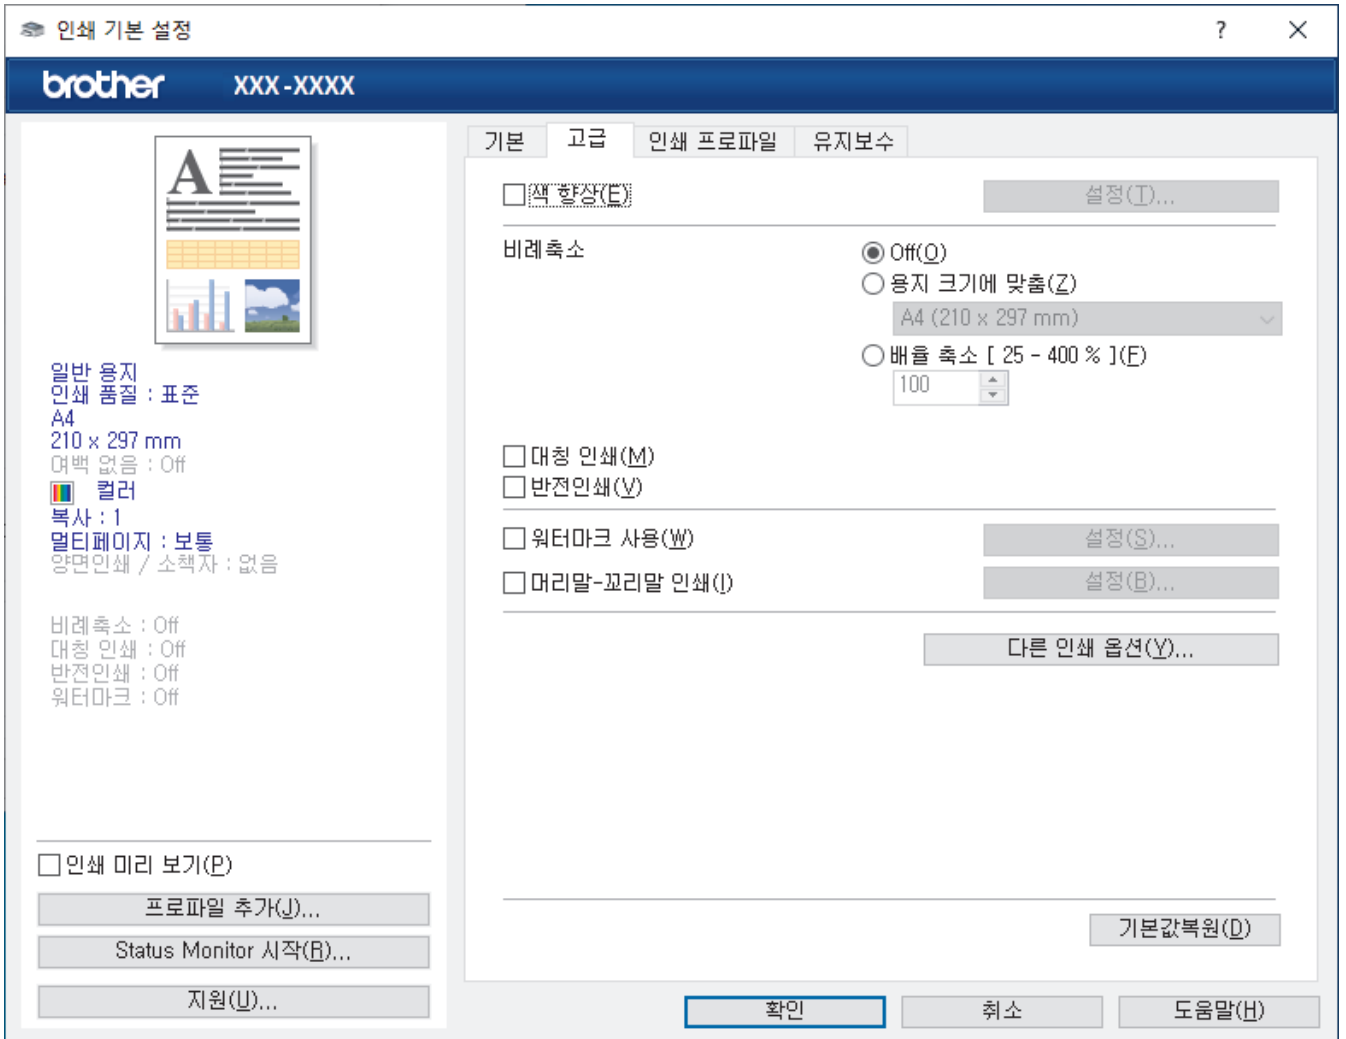 인쇄 기본 설정
?
brother XXX-XXXX
A
일반 용지
인쇄 품질 : 표준
A4
210 x 297 mm
여백 없음 : Off
컬러
복사 : 1
멀티페이지 : 보통
양면인쇄 / 소책자 : 없음
비례축소 : Off
대칭 인쇄 : Off
반전인쇄 : Off
워터마크 : Off
인쇄 미리 보기(P)
프로파일 추가(J)...
Status Monitor 시작(R)...
지원(U)...
기본 고급 인쇄 프로파일 유지보수
색 향상(E) 설정(T)...
비례축소 Off(O)
용지 크기에 맞춤(Z)
A4 (210 x 297 mm)
배율 축소 [ 25 - 400 % ](F)
100
대칭 인쇄(M)
반전인쇄(V)
워터마크 사용(W) 설정(S)...
머리말-꼬리말 인쇄(I) 설정(B)...
다른 인쇄 옵션(Y)...
기본값복원(D)
확인 취소 도움말(H)